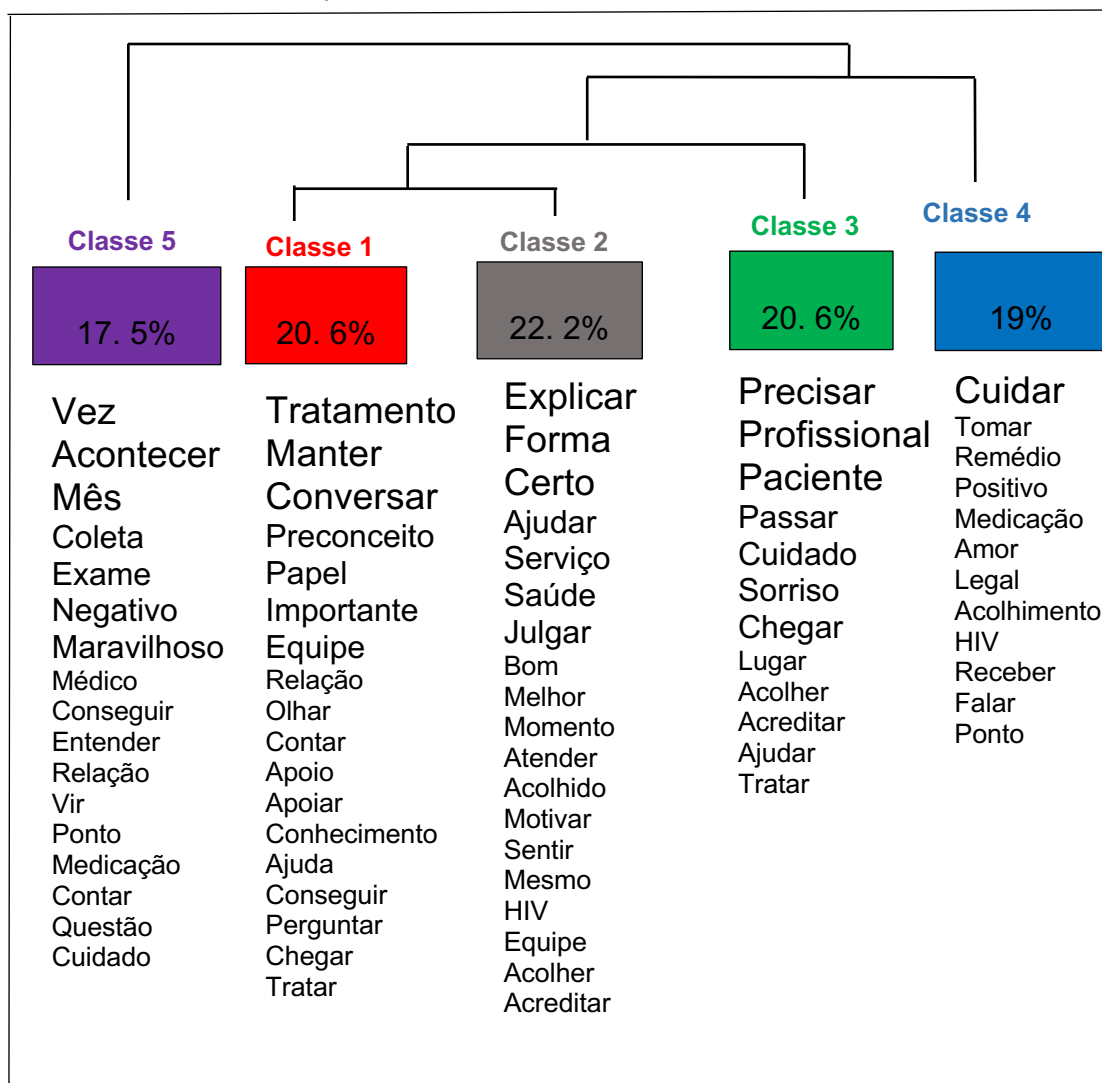 Classe 5
17. 5%
Vez
Acontecer
Mês
Coleta
Exame
Negativo
Maravilhoso
Médico
Conseguir
Entender
Relação
Vir
Ponto
Medicação
Contar
Questão
Cuidado
Classe 1
20. 6%
Tratamento
Manter
Conversar
Preconceito
Papel
Importante
Equipe
Relação
Olhar
Contar
Apoio
Apoiar
Conhecimento
Ajuda
Conseguir
Perguntar
Chegar
Tratar
Classe 2
22. 2%
Explicar
Forma
Certo
Ajudar
Serviço
Saúde
Julgar
Bom
Melhor
Momento
Atender
Acolhido
Motivar
Sentir
Mesmo
HIV
Equipe
Acolher
Acreditar
Classe 3
20. 6%
Precisar
Profissional
Paciente
Passar
Cuidado
Sorriso
Chegar
Lugar
Acolher
Acreditar
Ajudar
Tratar
Classe 4
19%
Cuidar
Tomar
Remédio
Positivo
Medicação
Amor
Legal
Acolhimento
HIV
Receber
Falar
Ponto